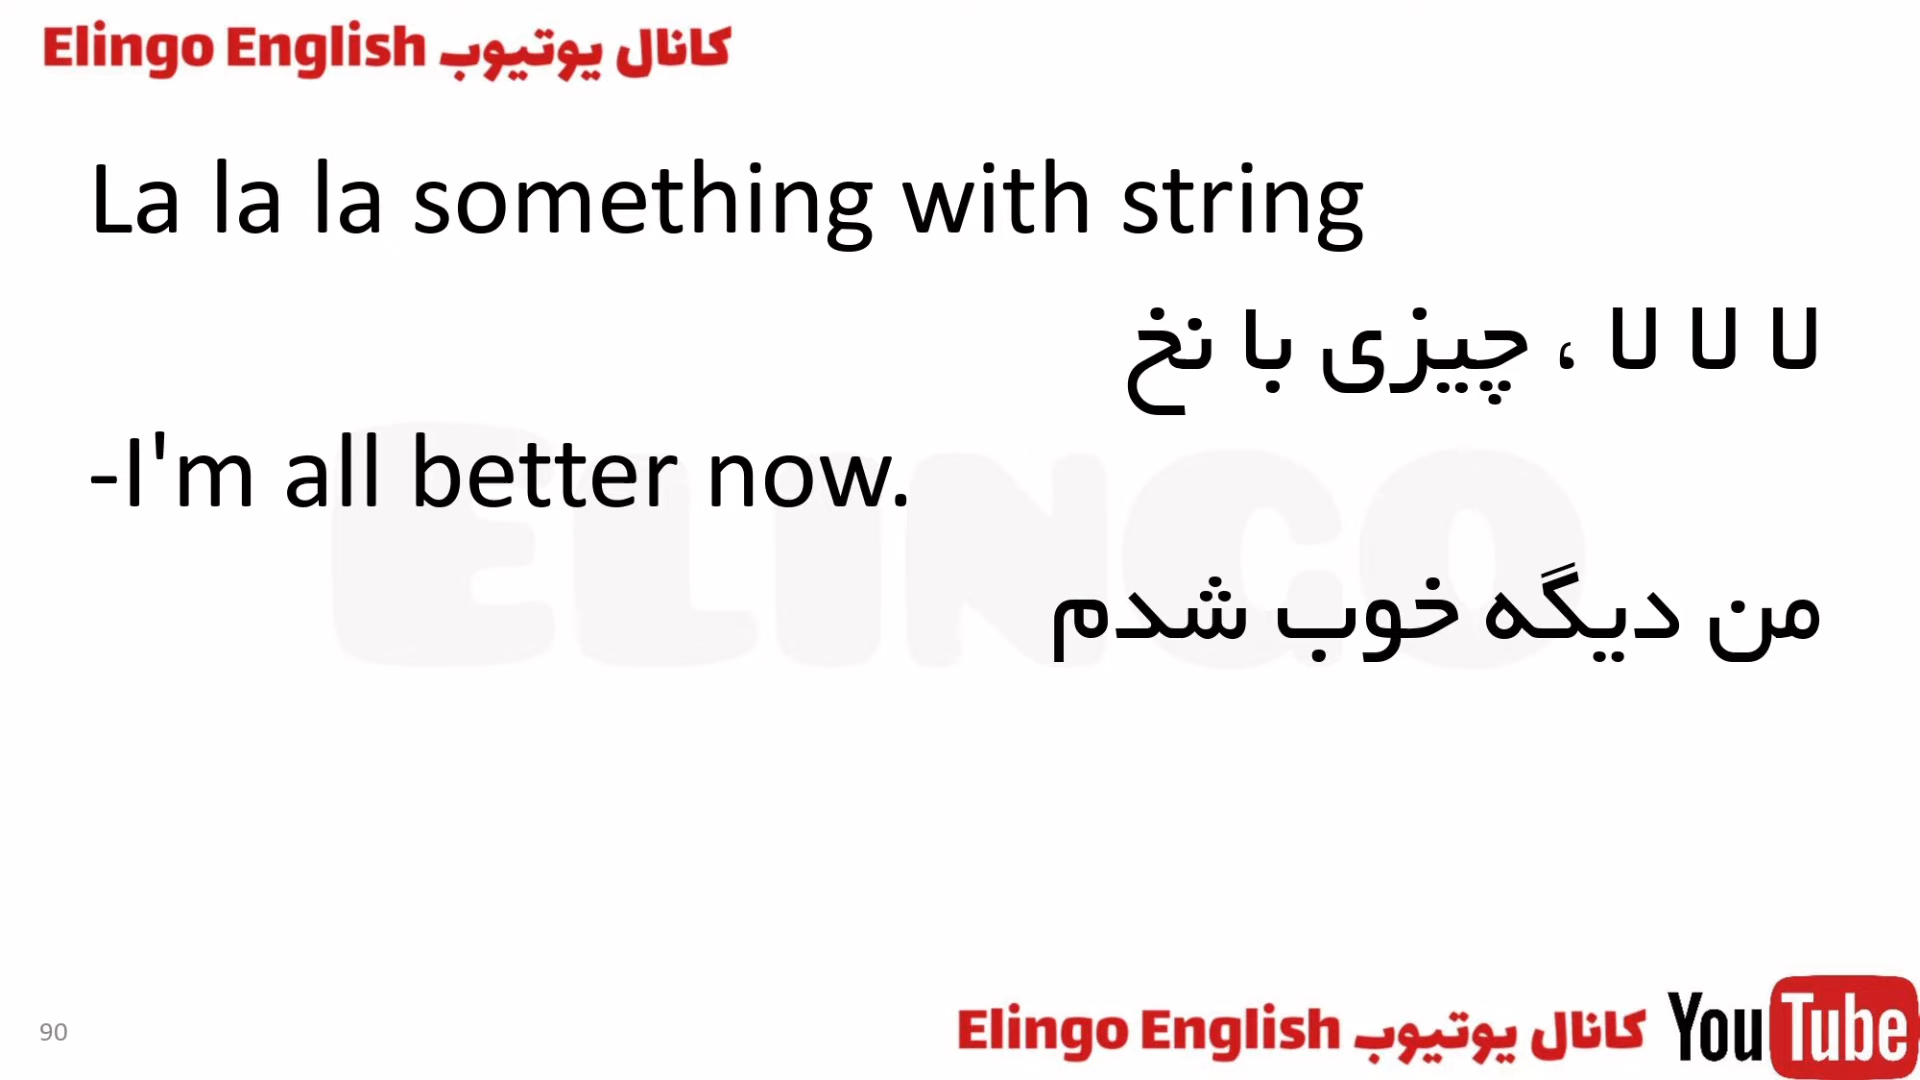 Elingo English کانال یوتیوب
La la la something with string
لا لا لا ، چیزی با نخ
-I'm all better now.
من دیگه خوب شدم
ELINGO
90
Elingo English کانال یوتیوب YouTube